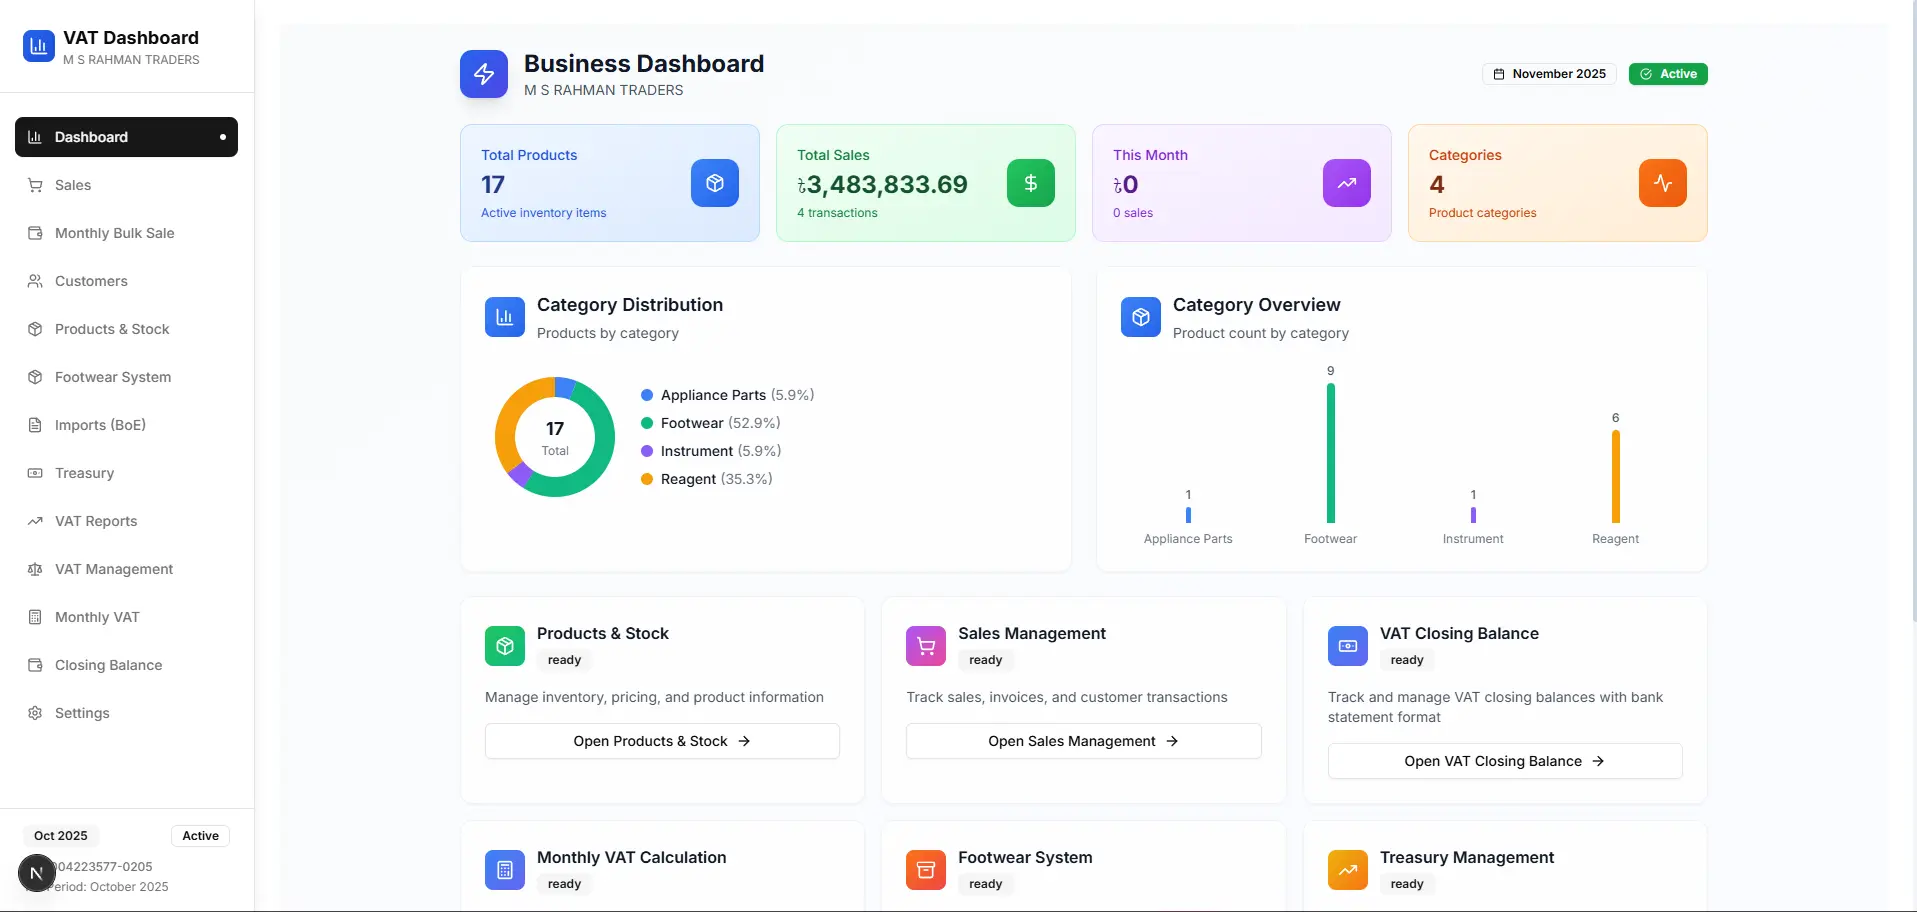 VAT Dashboard
M S RAHMAN TRADERS
Dashboard
Sales
Monthly Bulk Sale
Customers
Products & Stock
Footwear System
Imports (BoE)
Treasury
VAT Reports
VAT Management
Monthly VAT
Closing Balance
Settings
Oct 2025
Active
004223577-0205
Period: October 2025
N
Business Dashboard
M S RAHMAN TRADERS
November 2025
Active
Total Products
17
Active inventory items
Total Sales
৳3,483,833.69
4 transactions
This Month
৳0
0 sales
Categories
4
Product categories
Category Distribution
Products by category
17
Total
Appliance Parts (5.9%)
Footwear (52.9%)
Instrument (5.9%)
Reagent (35.3%)
Category Overview
Product count by category
1
9
1
6
Appliance Parts
Footwear
Instrument
Reagent
Products & Stock
ready
Manage inventory, pricing, and product information
Open Products & Stock →
Sales Management
ready
Track sales, invoices, and customer transactions
Open Sales Management →
VAT Closing Balance
ready
Track and manage VAT closing balances with bank
statement format
Open VAT Closing Balance →
Monthly VAT Calculation
ready
Footwear System
ready
Treasury Management
ready